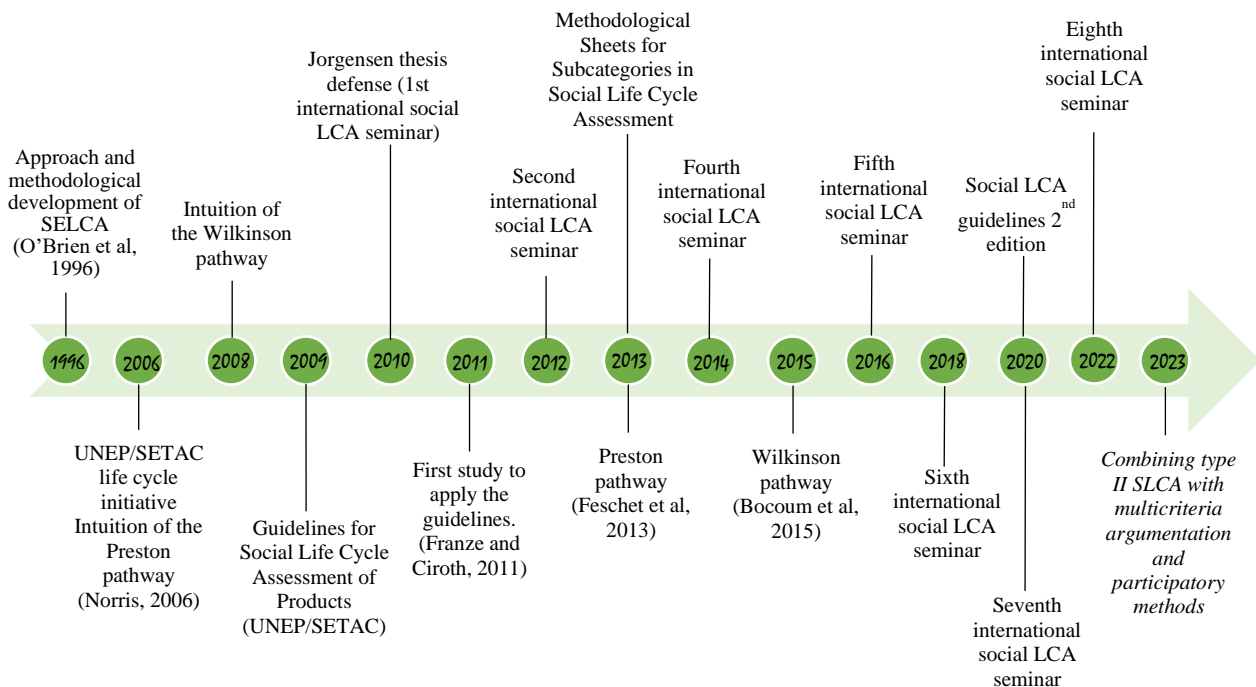 Approach and
methodological
development of
SELCA
(O'Brien et al,
1996)
Intuition of
the Wilkinson
pathway
Jorgensen thesis
defense (1st
international social
LCA seminar)
Second
international
social LCA
seminar
Methodological
Sheets for
Subcategories in
Social Life Cycle
Assessment
Fourth
international
social LCA
seminar
Fifth
international
social LCA
seminar
Social LCA
guidelines 2nd
edition
Eighth
international
social LCA
seminar
1996
2006
2008
2009
2010
2011
2012
2013
2014
2015
2016
2018
2020
2022
2023
UNEP/SETAC
life cycle
initiative
Intuition of the
Preston
pathway
(Norris, 2006)
Guidelines for
Social Life Cycle
Assessment of
Products
(UNEP/SETAC)
First study to
apply the
guidelines.
(Franze and
Ciroth, 2011)
Preston
pathway
(Feschet et al,
2013)
Wilkinson
pathway
(Bocoum et al,
2015)
Sixth
international
social LCA
seminar
Seventh
international
social LCA
seminar
Combining type
II SLCA with
multicriteria
argumentation
and
participatory
methods